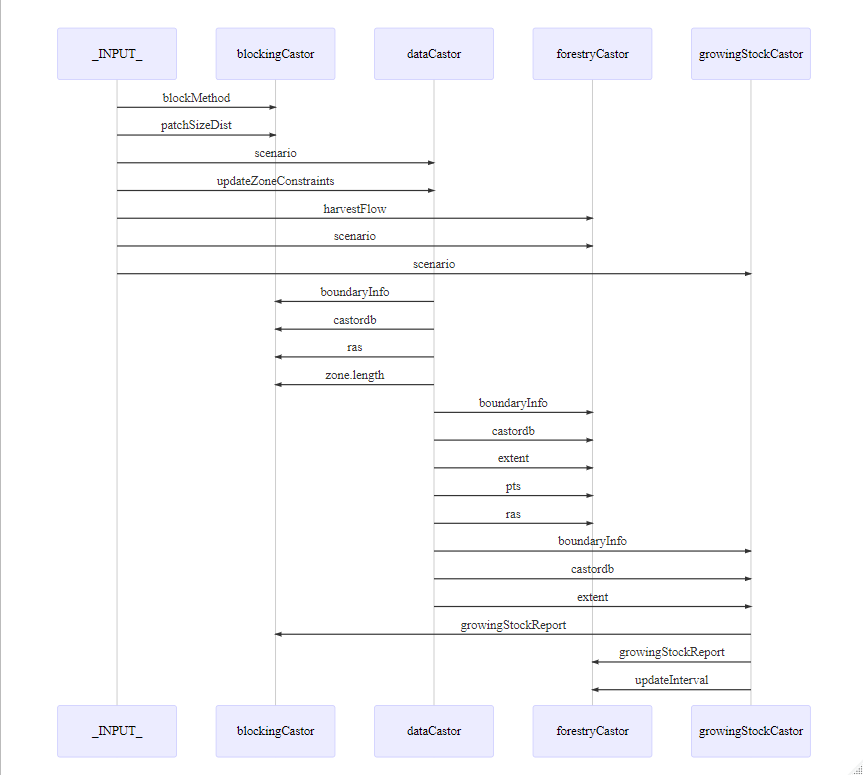 _INPUT_ blockingCastor dataCastor forestryCastor growingStockCastor
blockMethod
patchSizeDist
scenario
updateZoneConstraints
harvestFlow
scenario
scenario
boundaryInfo
castordb
ras
zone.length
boundaryInfo
castordb
extent
pts
ras
boundaryInfo
castordb
extent
growingStockReport
growingStockReport
updateInterval
_INPUT_ blockingCastor dataCastor forestryCastor growingStockCastor